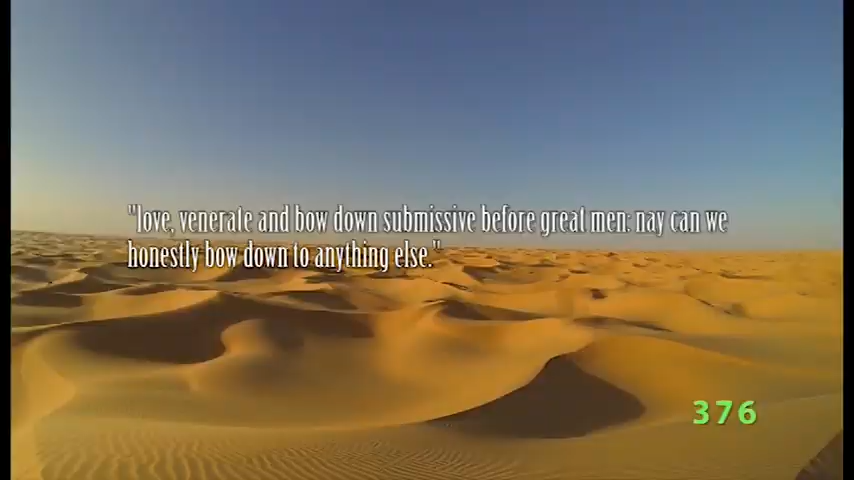 "love, venerate and bow down submissive before great men: nay can we
honestly bow down to anything else."
376